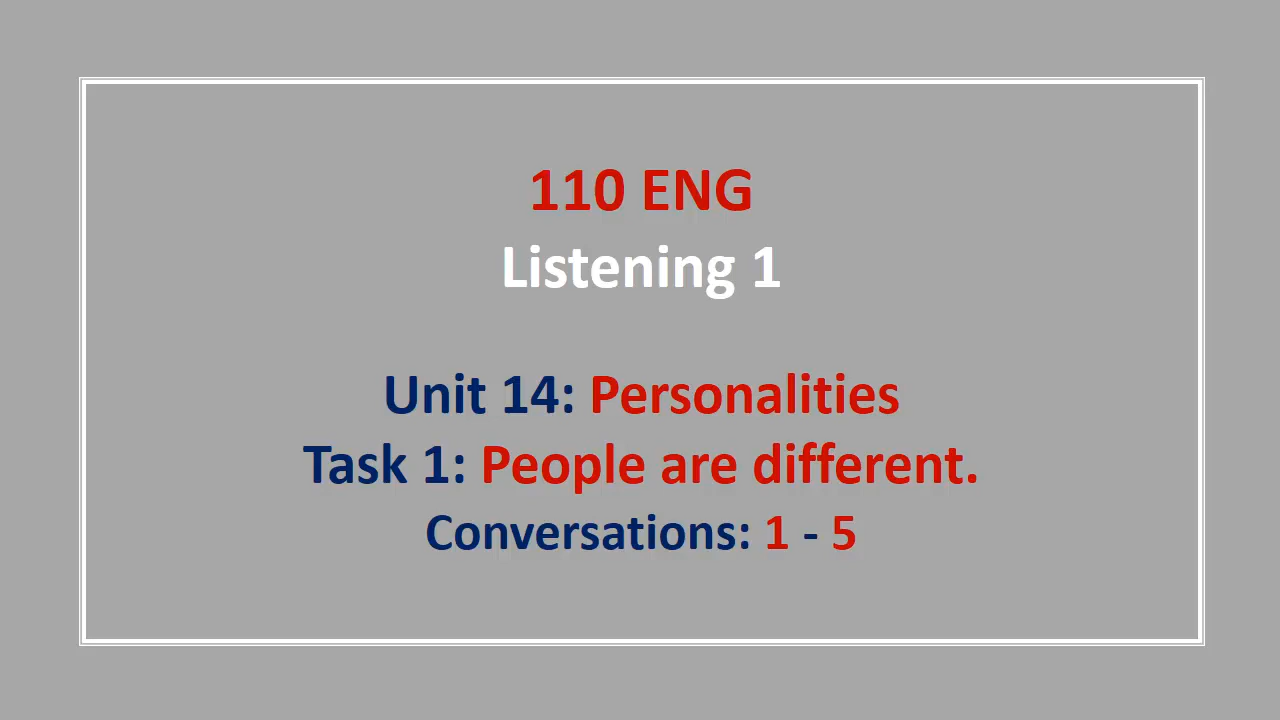 110 ENG
Listening 1
Unit 14: Personalities
Task 1: People are different.
Conversations: 1 - 5